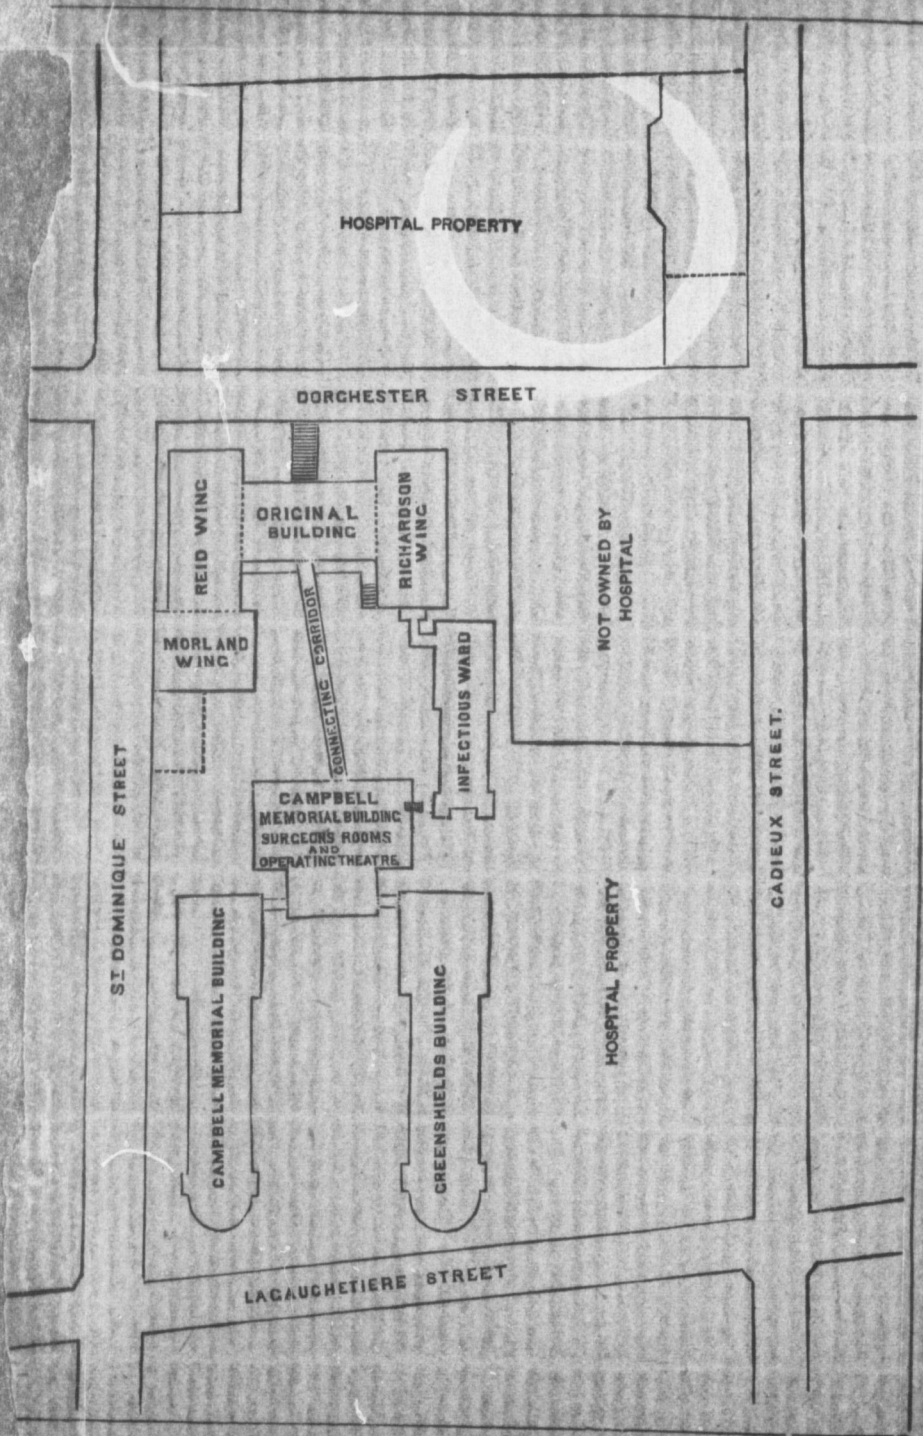 HOSPITAL PROPERTY
DORCHESTER STREET
REID WING
ORIGINAL
BUILDING
RICHARDSON
WING
NOT OWNED BY
HOSPITAL
MORLAND
WING
CONNECTING CORRIDOR
INFECTIOUS WARD
ST DOMINIQUE STREET
CADIEUX STREET.
CAMPBELL
MEMORIAL BUILDING
SURGEONS ROOMS
AND
OPERATING THEATRE
CAMPBELL MEMORIAL BUILDING
GREENSHIELDS BUILDING
HOSPITAL PROPERTY
LAGAUCHETIERE STREET